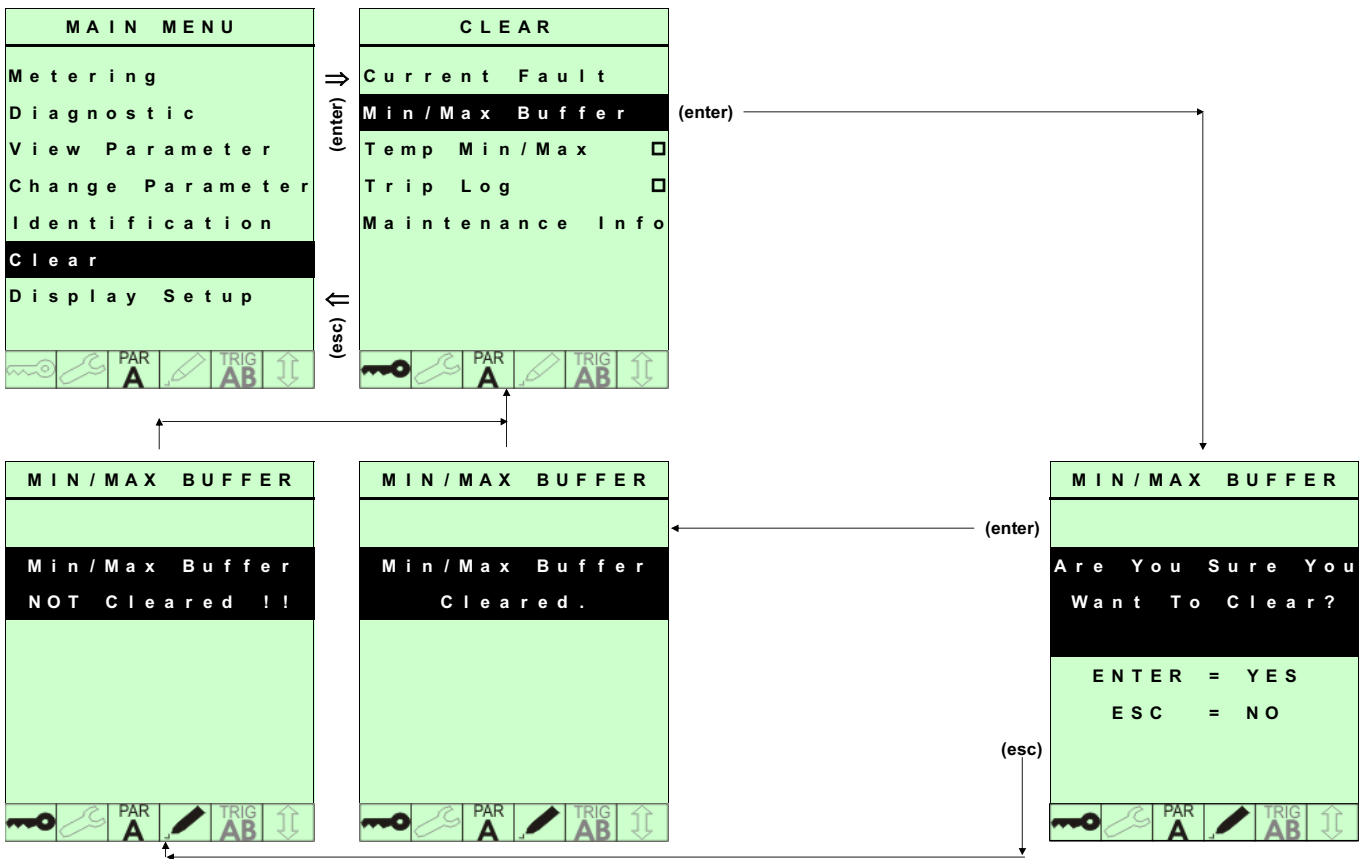 MAIN MENU
Metering
Diagnostic
View Parameter
Change Parameter
Identification
Clear
Display Setup
PAR
A
TRIG
AB
(enter)
(esc)
CLEAR
Current Fault
Min/Max Buffer
Temp Min/Max
Trip Log
Maintenance Info
PAR
A
TRIG
AB
(enter)
MIN/MAX BUFFER
Min/Max Buffer
NOT Cleared !!
PAR
A
TRIG
AB
MIN/MAX BUFFER
Min/Max Buffer
Cleared.
PAR
A
TRIG
AB
(enter)
(esc)
MIN/MAX BUFFER
Are You Sure You
Want To Clear?
ENTER = YES
ESC = NO
PAR
A
TRIG
AB